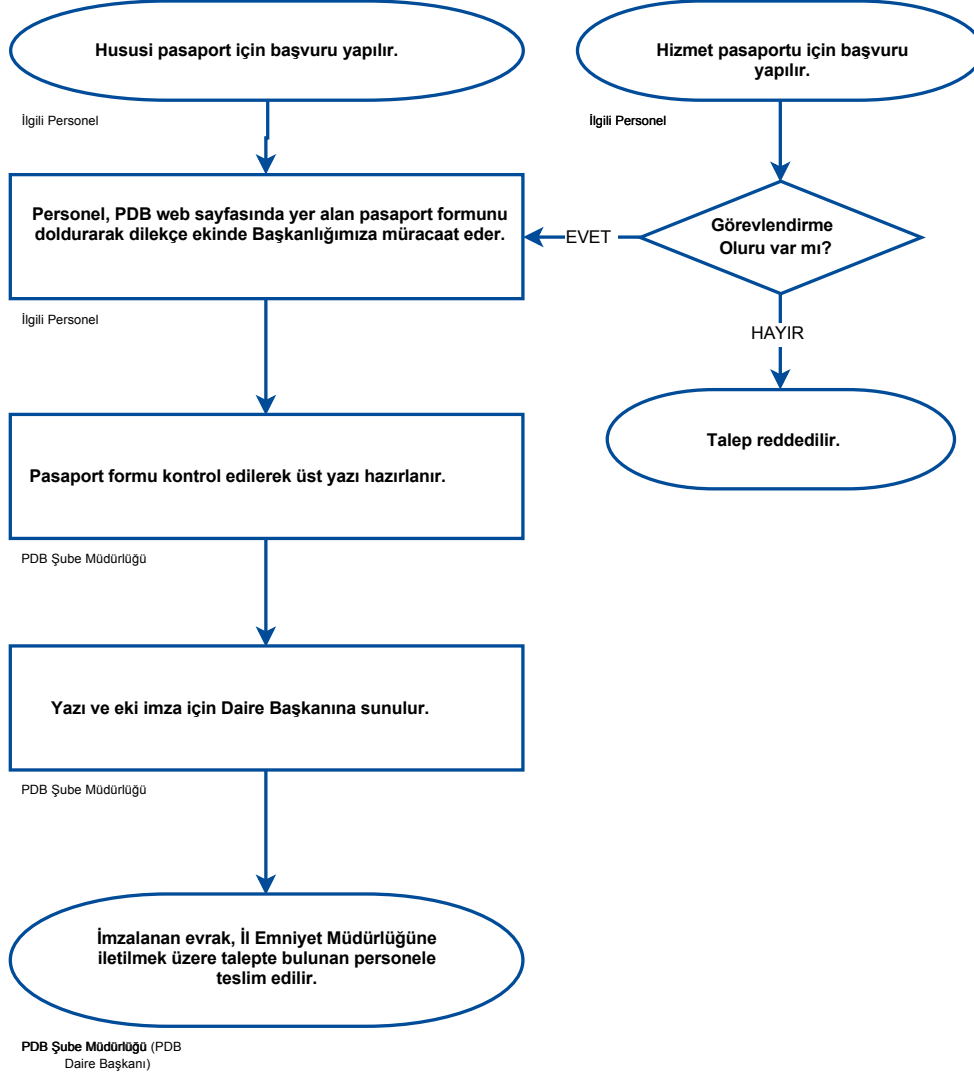 Hususi pasaport için başvuru yapılır.
İlgili Personel
Hizmet pasaportu için başvuru
yapılır.
İlgili Personel
Personel, PDB web sayfasında yer alan pasaport formunu
doldurarak dilekçe ekinde Başkanlığımıza müracaat eder.
İlgili Personel
EVET
Görevlendirme
Oluru var mı?
HAYIR
Talep reddedilir.
Pasaport formu kontrol edilerek üst yazı hazırlanır.
PDB Şube Müdürlüğü
Yazı ve eki imza için Daire Başkanına sunulur.
PDB Şube Müdürlüğü
İmzalanan evrak, İl Emniyet Müdürlüğüne
iletilmek üzere talepte bulunan personele
teslim edilir.
PDB Şube Müdürlüğü (PDB
Daire Başkanı)